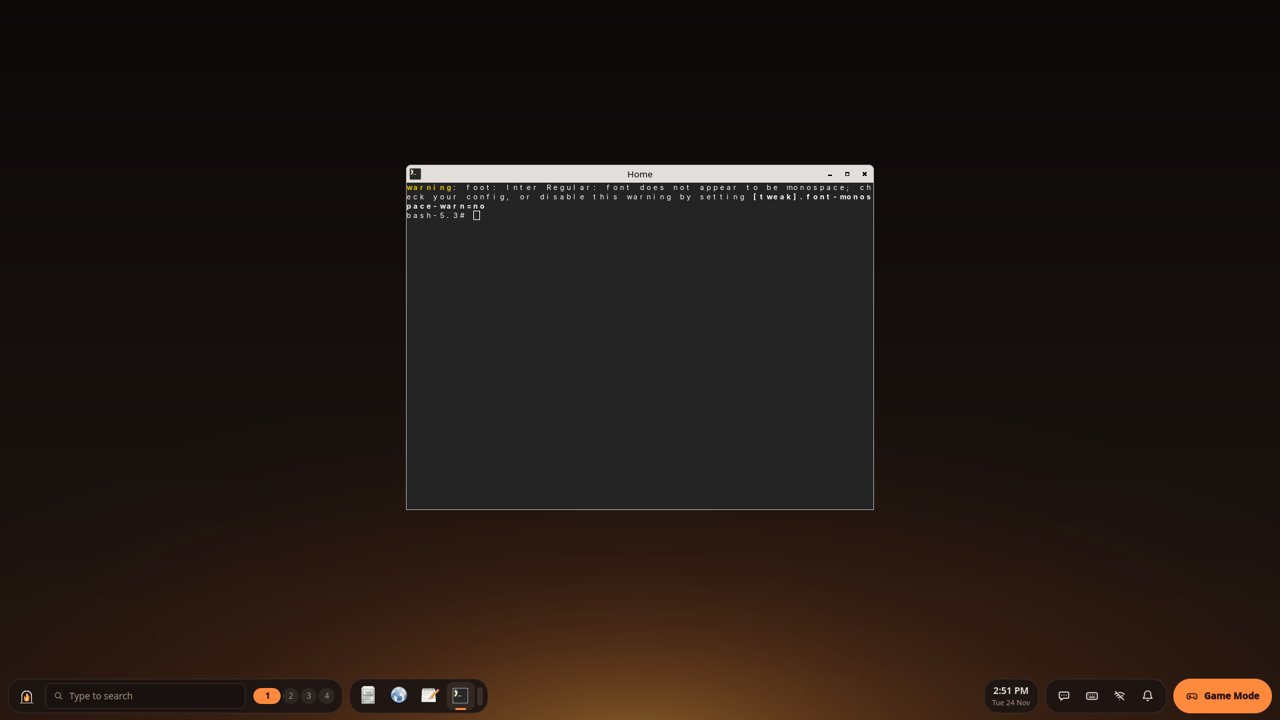 Home
warning: foot: Inter Regular: font does not appear to be monospace; ch
eck your config, or disable this warning by setting [tweak].font-monos
pace-warn=no
bash-5.3#
Type to search
1 2 3 4
2:51 PM
Tue 24 Nov
Game Mode